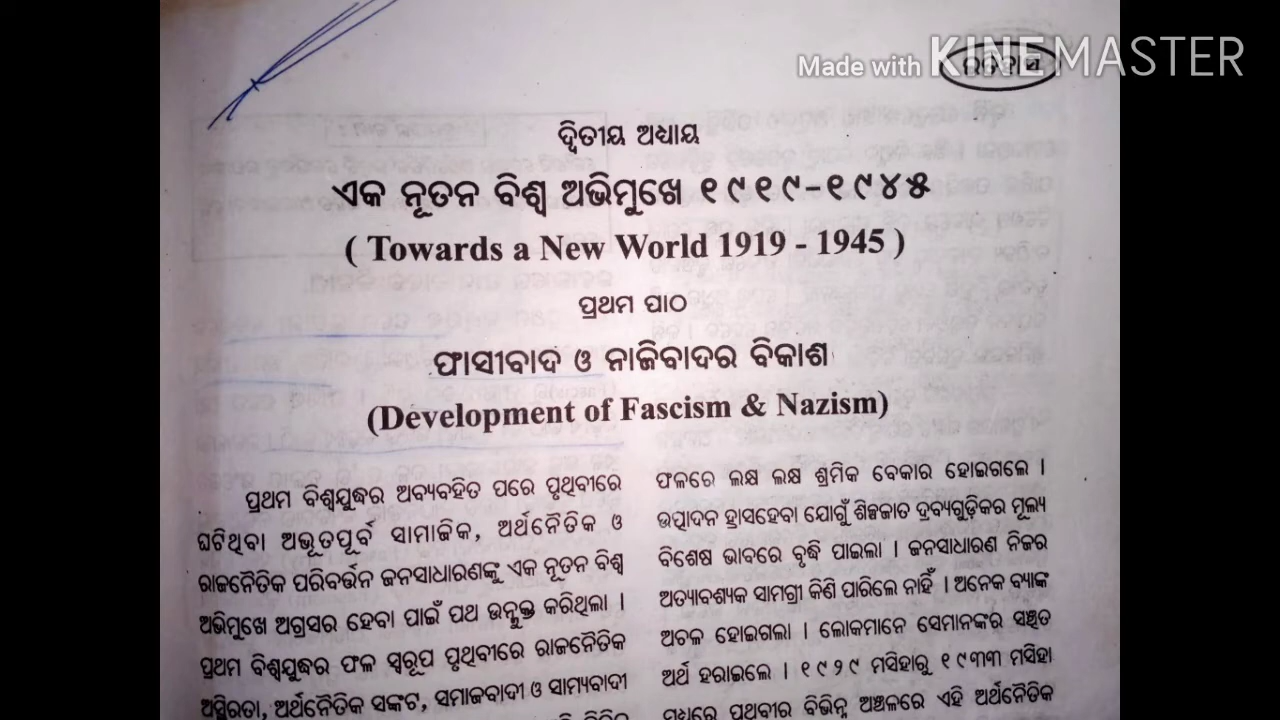 Made with KINEMASTER
ଦ୍ୱିତୀୟ ଅଧ୍ୟାୟ
ଏକ ନୂତନ ବିଶ୍ୱ ଅଭିମୁଖେ ୧୯୧୯-୧୯୪୫
( Towards a New World 1919 - 1945 )
ପ୍ରଥମ ପାଠ
ଫାସୀବାଦ ଓ ନାଜିବାଦର ବିକାଶ
(Development of Fascism & Nazism)
ପ୍ରଥମ ବିଶ୍ୱଯୁଦ୍ଧର ଅବ୍ୟବହିତ ପରେ ପୃଥିବୀରେ
ଘଟିଥିବା ଅଭୂତପୂର୍ବ ସାମାଜିକ, ଅର୍ଥନୈତିକ ଓ
ରାଜନୈତିକ ପରିବର୍ତ୍ତନ ଜନସାଧାରଣଙ୍କୁ ଏକ ନୂତନ ବିଶ୍ୱ
ଅଭିମୁଖେ ଅଗ୍ରସର ହେବା ପାଇଁ ପଥ ଉନ୍ମୁକ୍ତ କରିଥିଲା ।
ପ୍ରଥମ ବିଶ୍ୱଯୁଦ୍ଧର ଫଳ ସ୍ୱରୂପ ପୃଥିବୀରେ ରାଜନୈତିକ
ଅସ୍ଥିରତା, ଅର୍ଥନୈତିକ ସଙ୍କଟ, ସମାଜବାଦୀ ଓ ସାମ୍ୟବାଦୀ
ଫଳରେ ଲକ୍ଷ ଲକ୍ଷ ଶ୍ରମିକ ବେକାର ହୋଇଗଲେ ।
ଉତ୍ପାଦନ ହ୍ରାସହେବା ଯୋଗୁଁ ଶିଳ୍ପଜାତ ଦ୍ରବ୍ୟଗୁଡ଼ିକର ମୂଲ୍ୟ
ବିଶେଷ ଭାବରେ ବୃଦ୍ଧି ପାଇଲା । ଜନସାଧାରଣ ନିଜର
ଅତ୍ୟାବଶ୍ୟକ ସାମଗ୍ରୀ କିଣି ପାରିଲେ ନାହିଁ । ଅନେକ ବ୍ୟାଙ୍କ
ଅଚଳ ହୋଇଗଲା । ଲୋକମାନେ ସେମାନଙ୍କର ସଞ୍ଚିତ
ଅର୍ଥ ହରାଇଲେ । ୧୯୨୯ ମସିହାରୁ ୧୯୩୩ ମସିହା
ମଧ୍ୟରେ ପୃଥିବୀର ବିଭିନ୍ନ ଅଞ୍ଚଳରେ ଏହି ଅର୍ଥନୈତିକ